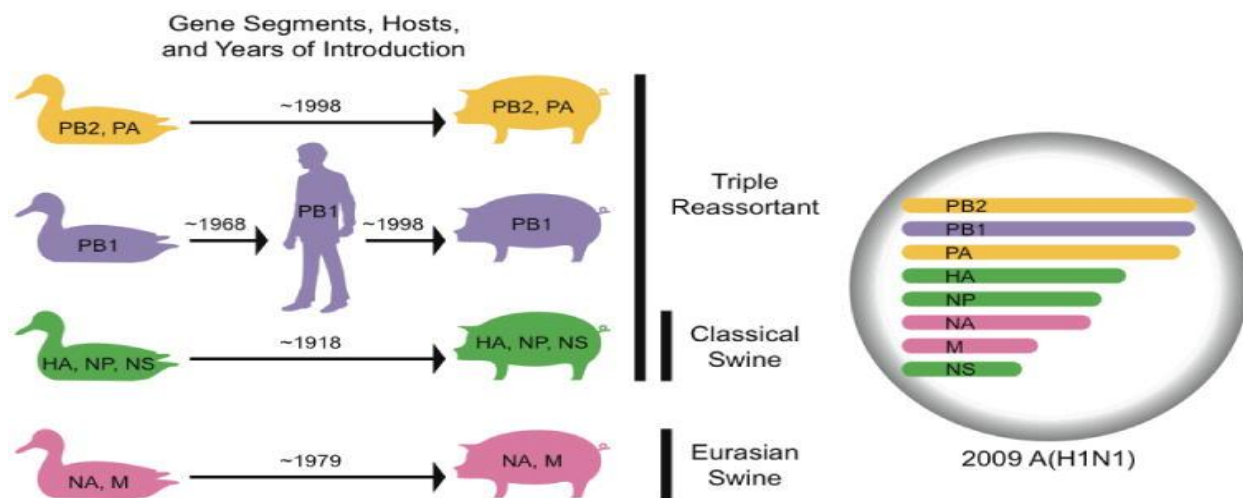 Gene Segments, Hosts,
and Years of Introduction
PB2, PA
~1998
PB2, PA
PB1
~1968
PB1
~1998
PB1
HA, NP, NS
~1918
HA, NP, NS
NA, M
~1979
NA, M
Triple
Reassortant
Classical
Swine
Eurasian
Swine
PB2
PB1
PA
HA
NP
NA
M
NS
2009 A(H1N1)